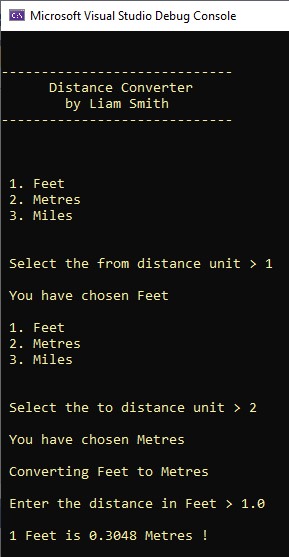 Microsoft Visual Studio Debug Console
-----------------------------
Distance Converter
by Liam Smith
-----------------------------
1. Feet
2. Metres
3. Miles
Select the from distance unit > 1
You have chosen Feet
1. Feet
2. Metres
3. Miles
Select the to distance unit > 2
You have chosen Metres
Converting Feet to Metres
Enter the distance in Feet > 1.0
1 Feet is 0.3048 Metres !